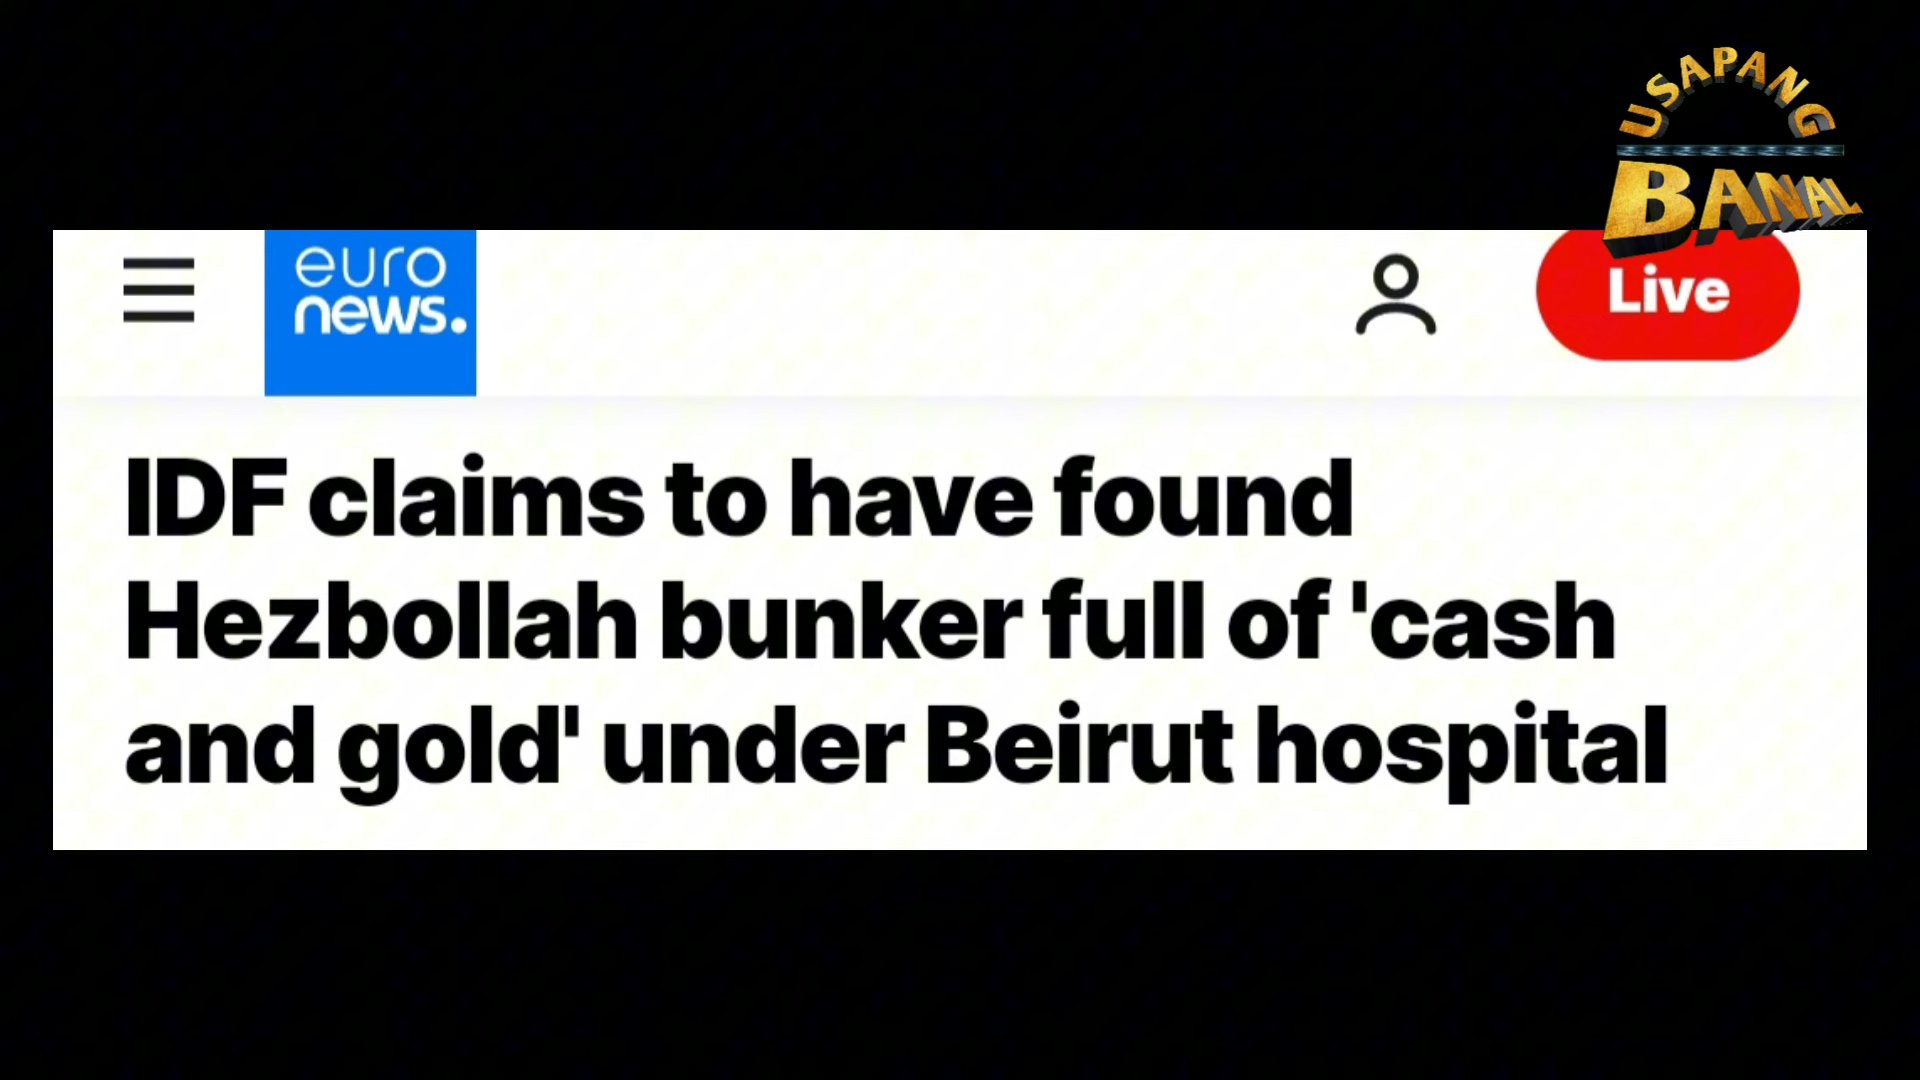 USAPANG
BANAL
euro
news.
Live
IDF claims to have found
Hezbollah bunker full of 'cash
and gold' under Beirut hospital